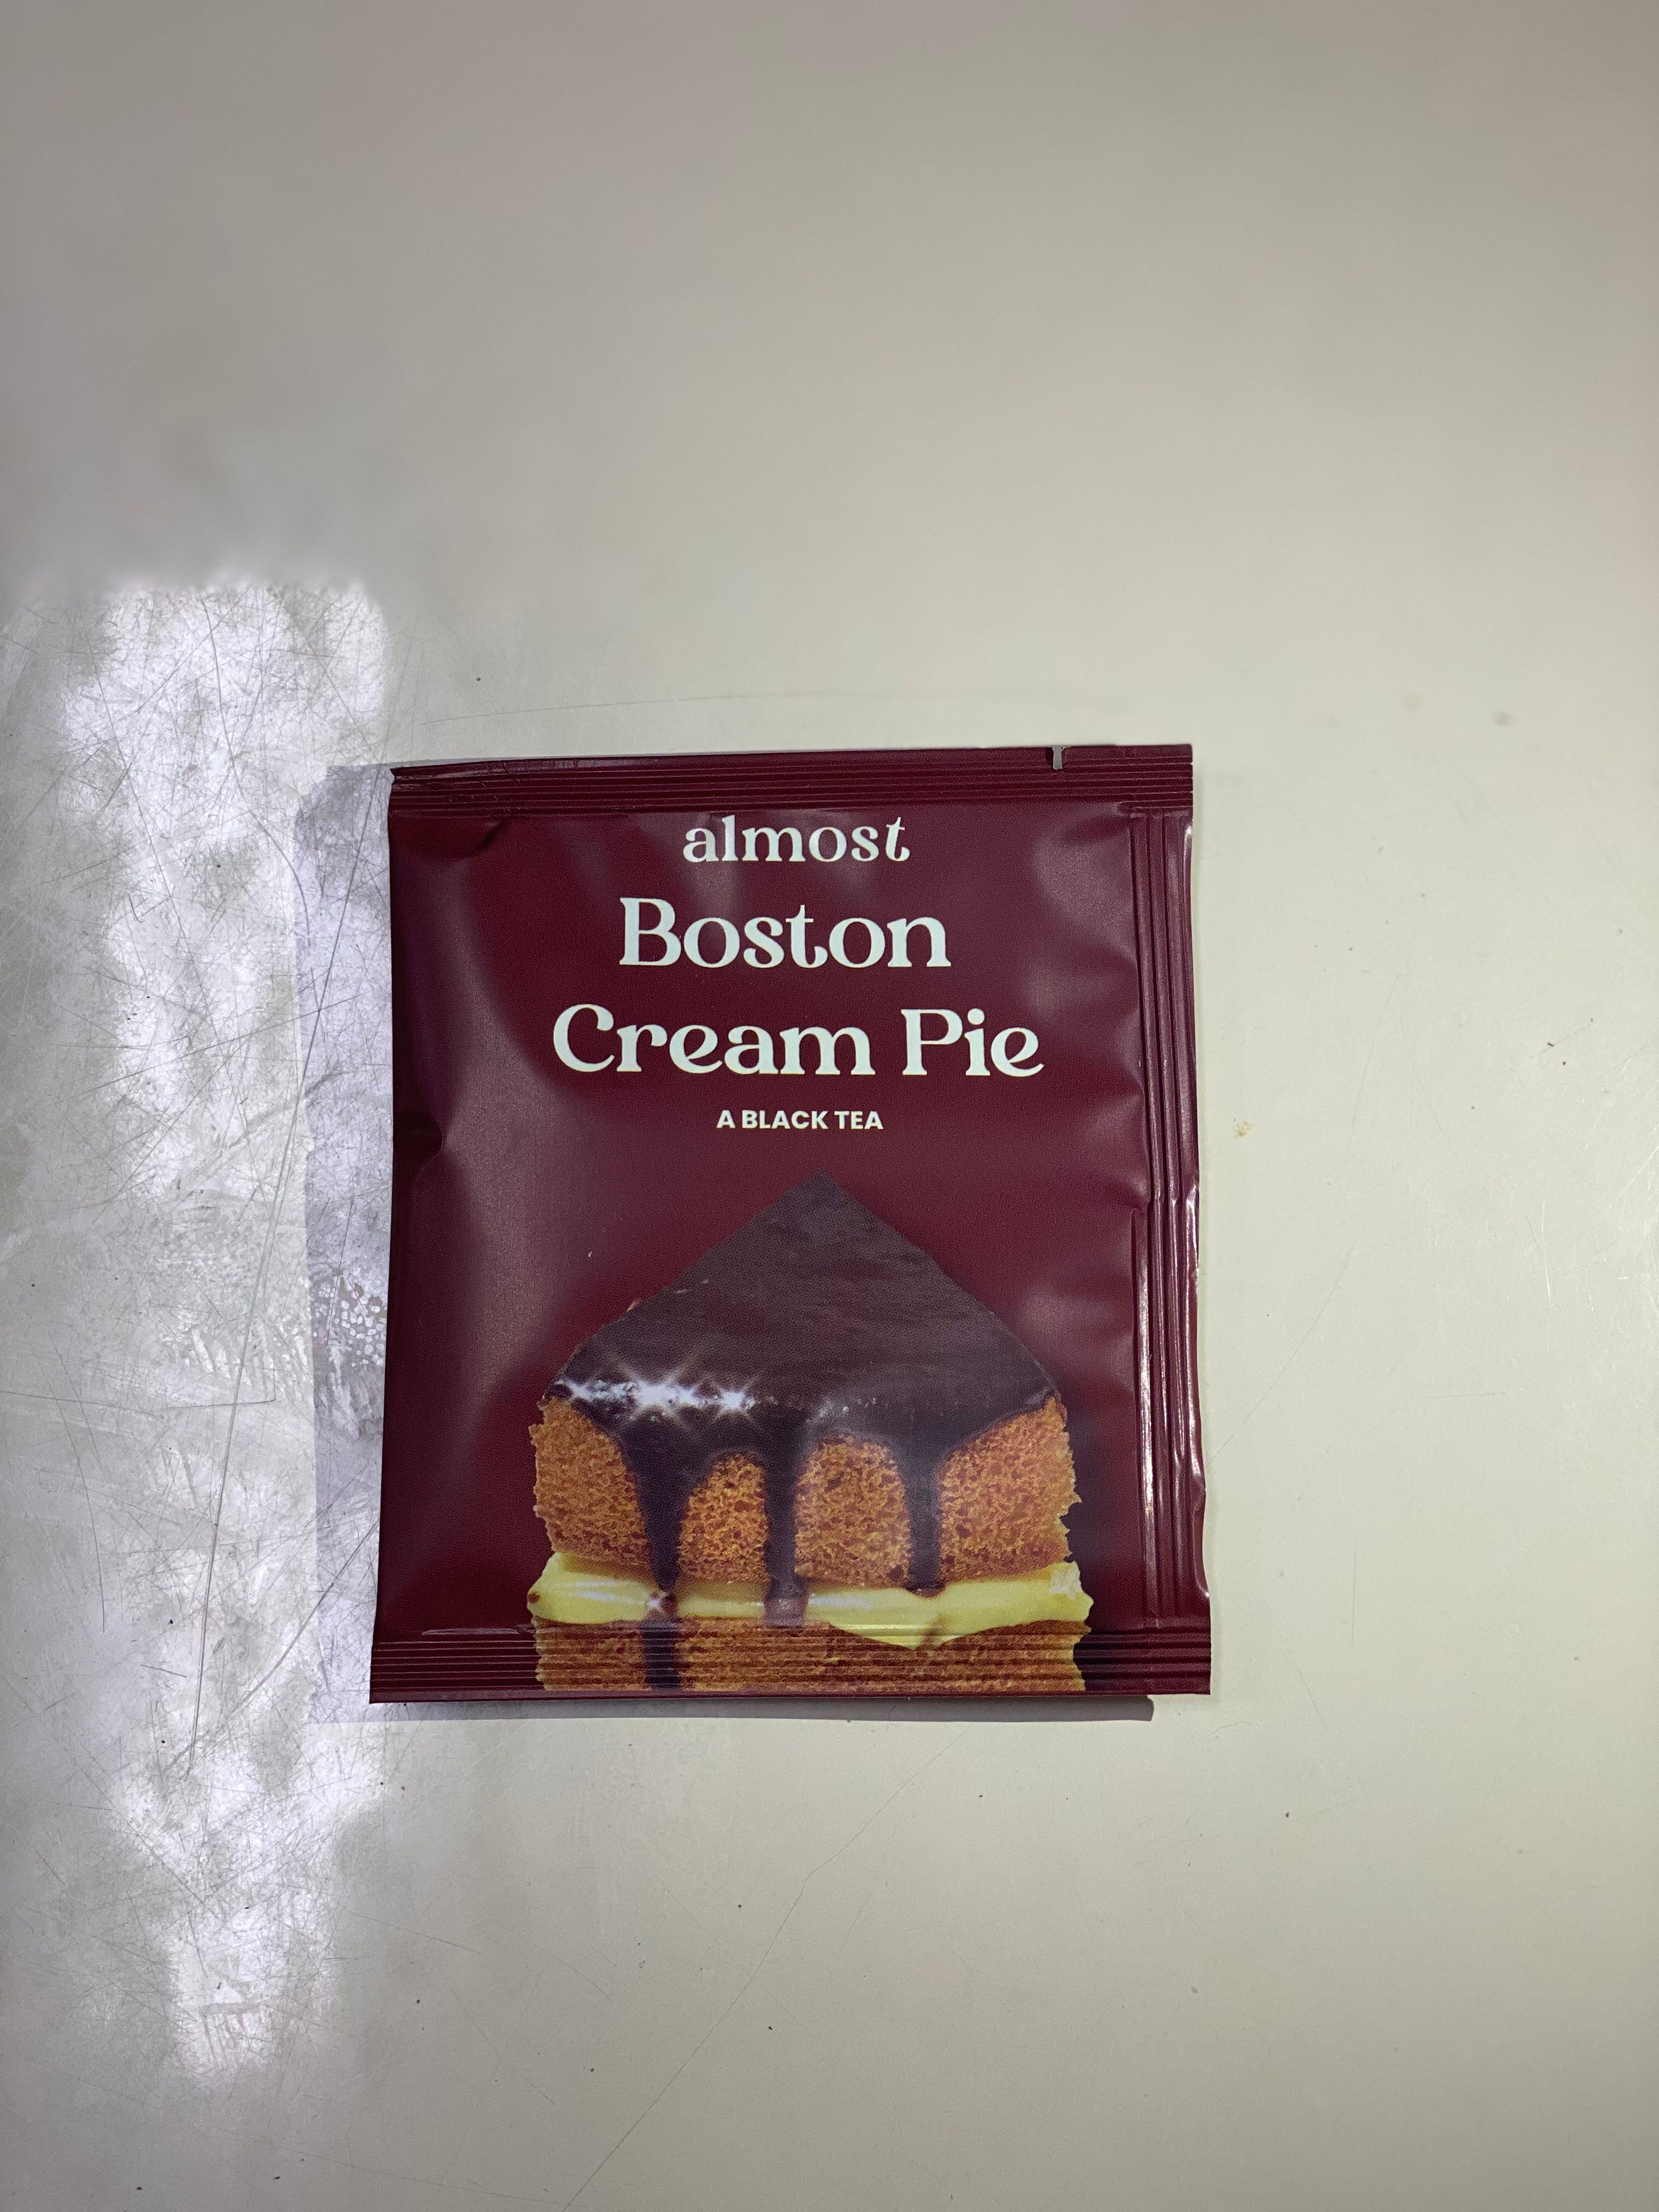 almost
Boston
Cream Pie
A BLACK TEA